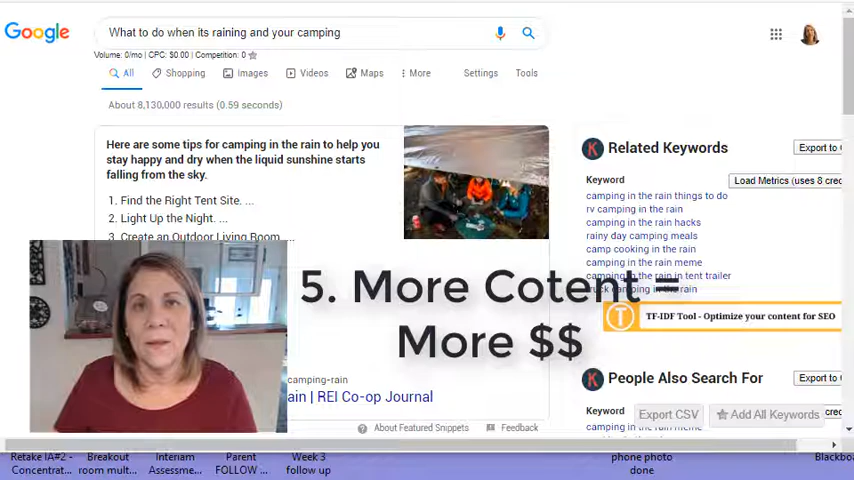 Google
What to do when its raining and your camping
Volume: 0/mo | CPC: $0.00 | Competition: 0
All
Shopping
Images
Videos
Maps
More
Settings
Tools
About 8,130,000 results (0.59 seconds)
Here are some tips for camping in the rain to help you
stay happy and dry when the liquid sunshine starts
falling from the sky.
1. Find the Right Tent Site. ...
2. Light Up the Night. ...
3. Create an Outdoor Living Room. ...
camping-rain
ain | REI Co-op Journal
About Featured Snippets
Feedback
5. More Cotent =
More $$
K
Related Keywords
Export to
Keyword
Load Metrics (uses 8 cred
camping in the rain things to do
rv camping in the rain
camping in the rain hacks
rainy day camping meals
camp cooking in the rain
camping in the rain meme
camping in the rain in tent trailer
truck camping in the rain
T
TF-IDF Tool - Optimize your content for SEO
K
People Also Search For
Export to
Keyword
cred
camping in the rain meme
Export CSV
Add All Keywords
Retake IA#2 -
Concentrat...
Breakout
room mult...
Interiam
Assessme...
Parent
FOLLOW ...
Week 3
follow up
phone photo
done
Blackboa